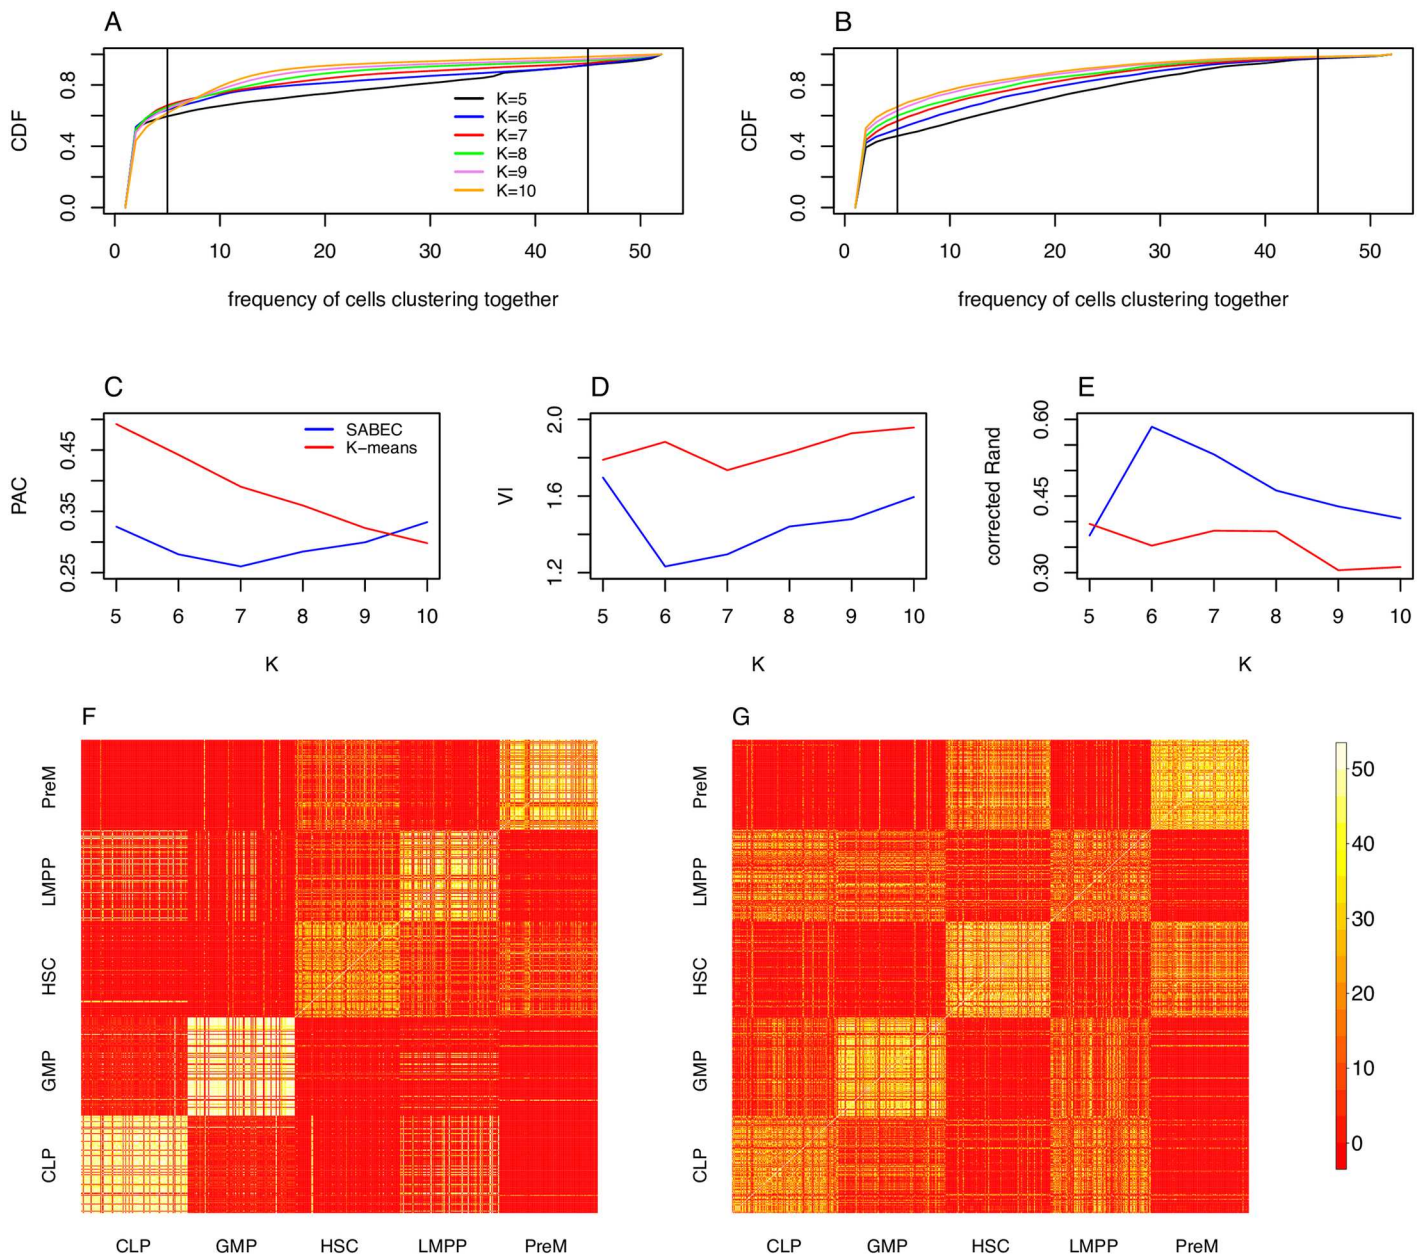 A
B
CDF
0.0 0.4 0.8
K=5
K=6
K=7
K=8
K=9
K=10
0 10 20 30 40 50
frequency of cells clustering together
CDF
0.0 0.4 0.8
0 10 20 30 40 50
frequency of cells clustering together
C
PAC
0.25 0.35 0.45
SABEC
K−means
5 6 7 8 9 10
K
D
VI
1.2 1.6 2.0
5 6 7 8 9 10
K
E
corrected Rand
0.30 0.45 0.60
5 6 7 8 9 10
K
F
PreM
LMPP
HSC
GMP
CLP
CLP GMP HSC LMPP PreM
G
PreM
LMPP
HSC
GMP
CLP
CLP GMP HSC LMPP PreM
50
40
30
20
10
0